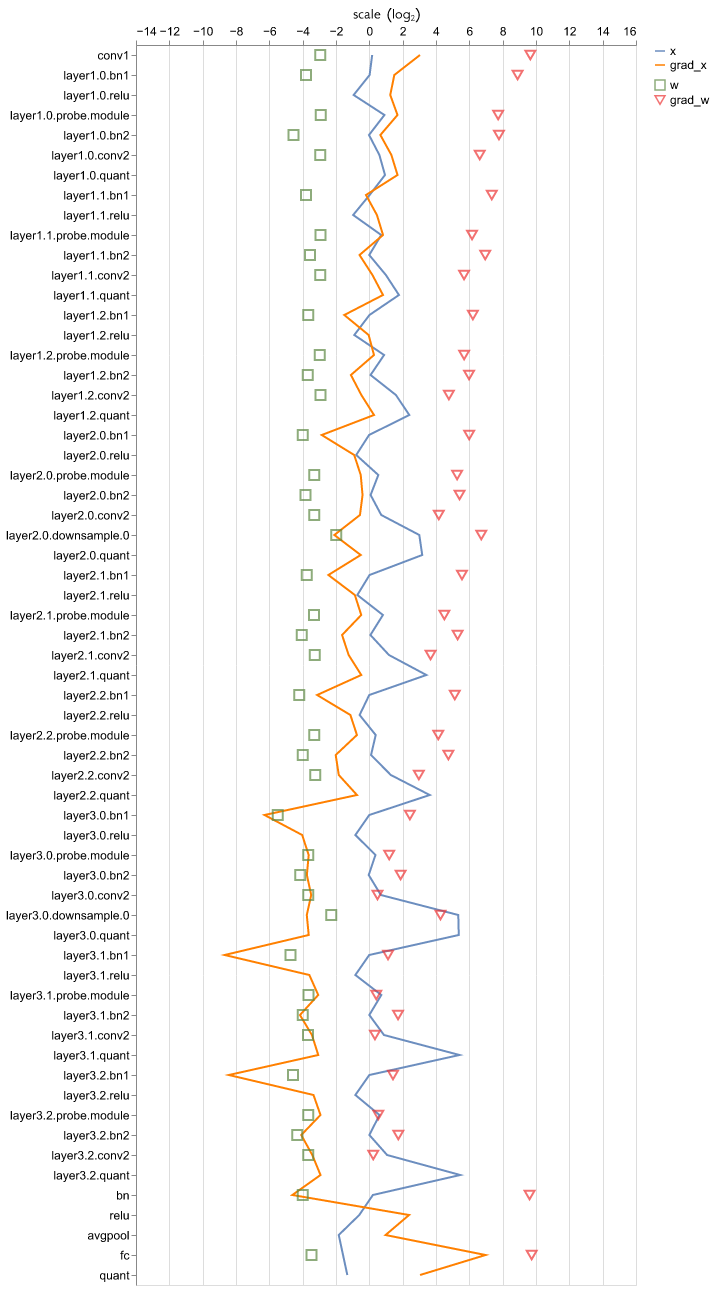 scale (log₂)
−14 −12 −10 −8 −6 −4 −2 0 2 4 6 8 10 12 14 16
x
grad_x
w
grad_w
conv1
layer1.0.bn1
layer1.0.relu
layer1.0.probe.module
layer1.0.bn2
layer1.0.conv2
layer1.0.quant
layer1.1.bn1
layer1.1.relu
layer1.1.probe.module
layer1.1.bn2
layer1.1.conv2
layer1.1.quant
layer1.2.bn1
layer1.2.relu
layer1.2.probe.module
layer1.2.bn2
layer1.2.conv2
layer1.2.quant
layer2.0.bn1
layer2.0.relu
layer2.0.probe.module
layer2.0.bn2
layer2.0.conv2
layer2.0.downsample.0
layer2.0.quant
layer2.1.bn1
layer2.1.relu
layer2.1.probe.module
layer2.1.bn2
layer2.1.conv2
layer2.1.quant
layer2.2.bn1
layer2.2.relu
layer2.2.probe.module
layer2.2.bn2
layer2.2.conv2
layer2.2.quant
layer3.0.bn1
layer3.0.relu
layer3.0.probe.module
layer3.0.bn2
layer3.0.conv2
layer3.0.downsample.0
layer3.0.quant
layer3.1.bn1
layer3.1.relu
layer3.1.probe.module
layer3.1.bn2
layer3.1.conv2
layer3.1.quant
layer3.2.bn1
layer3.2.relu
layer3.2.probe.module
layer3.2.bn2
layer3.2.conv2
layer3.2.quant
bn
relu
avgpool
fc
quant